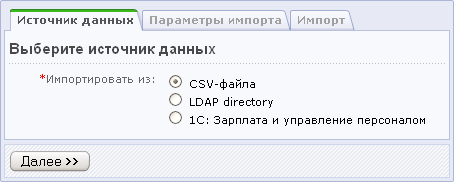 Источник данных Параметры импорта Импорт
Выберите источник данных
*Импортировать из: CSV-файла
LDAP directory
1С: Зарплата и управление персоналом
Далее >>